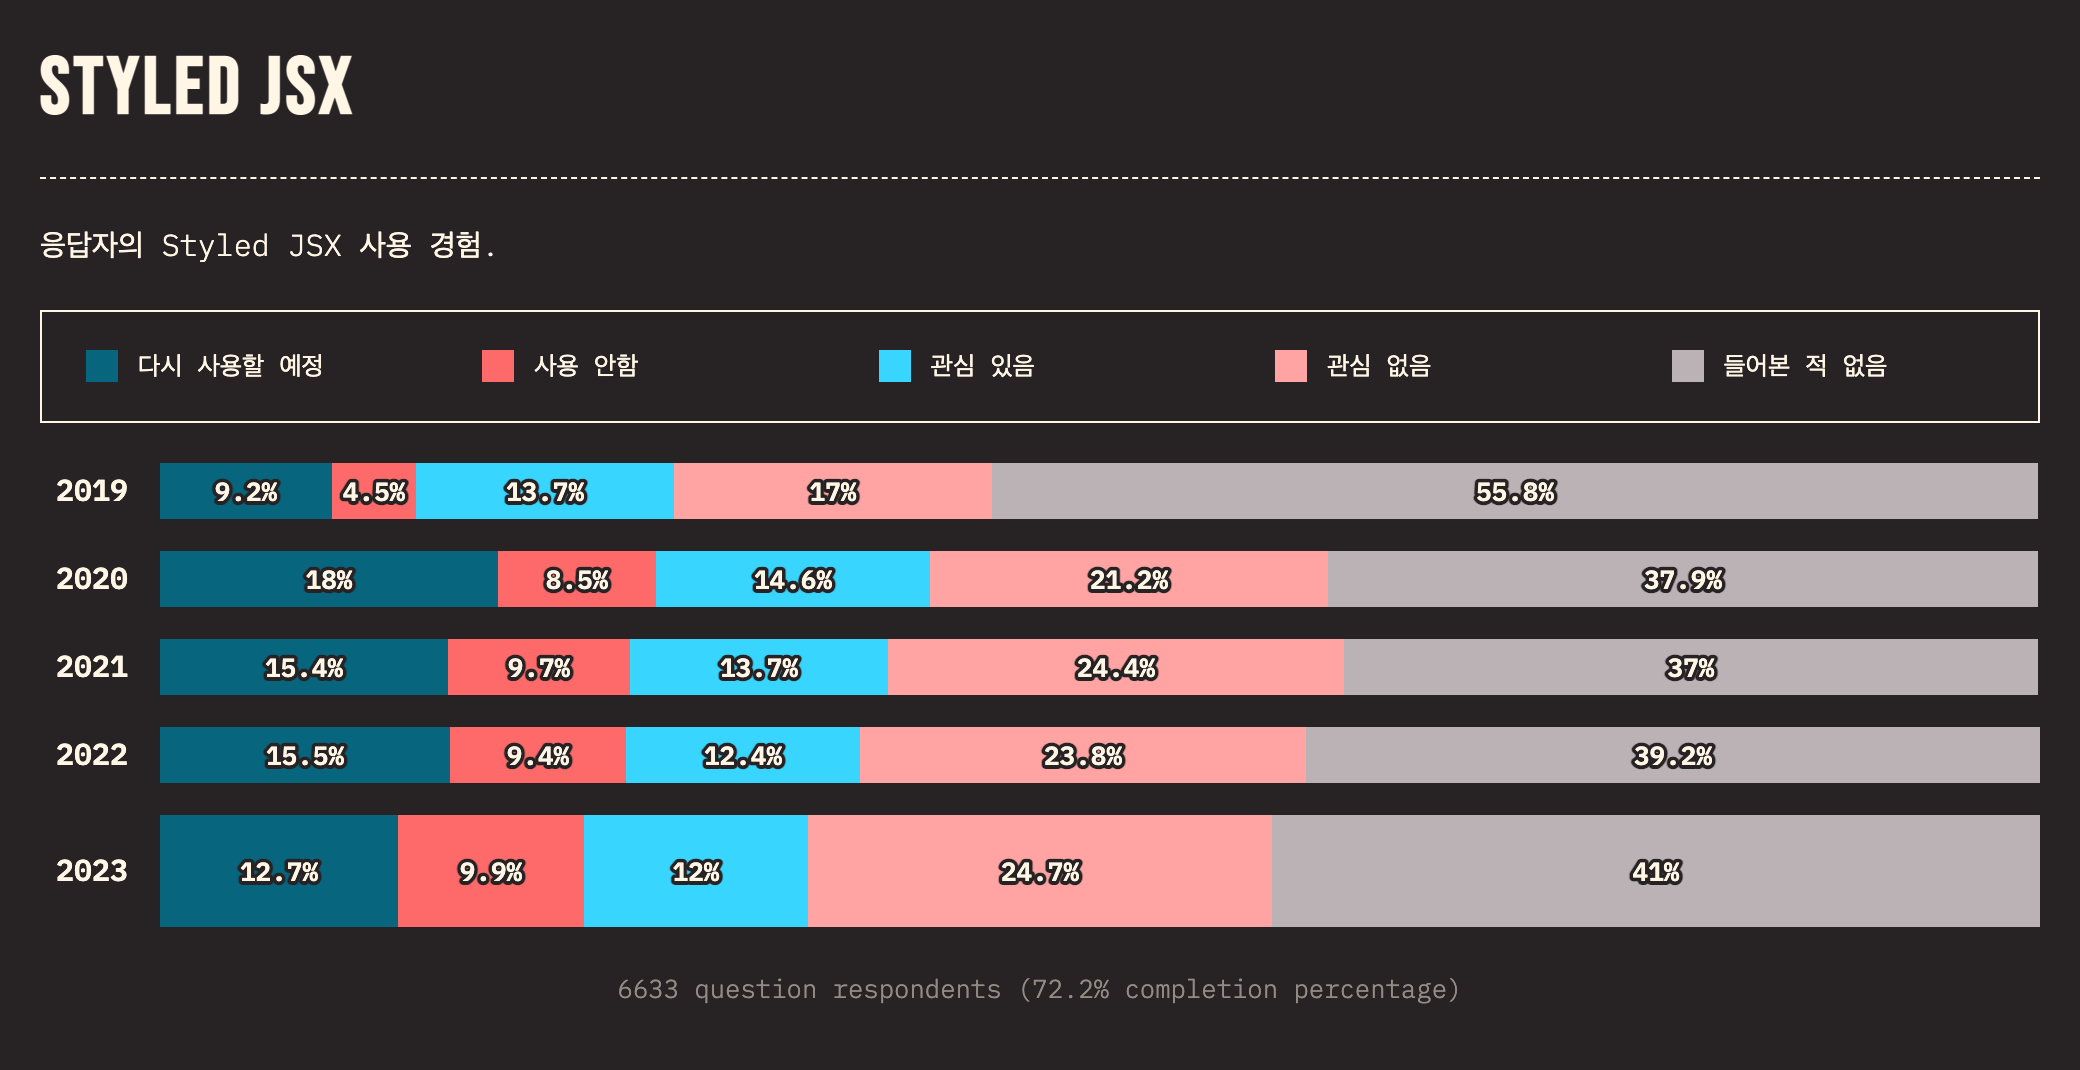 STYLED JSX
응답자의 Styled JSX 사용 경험.
다시 사용할 예정 사용 안함 관심 있음 관심 없음 들어본 적 없음
2019 9.2% 4.5% 13.7% 17% 55.8%
2020 18% 8.5% 14.6% 21.2% 37.9%
2021 15.4% 9.7% 13.7% 24.4% 37%
2022 15.5% 9.4% 12.4% 23.8% 39.2%
2023 12.7% 9.9% 12% 24.7% 41%
6633 question respondents (72.2% completion percentage)